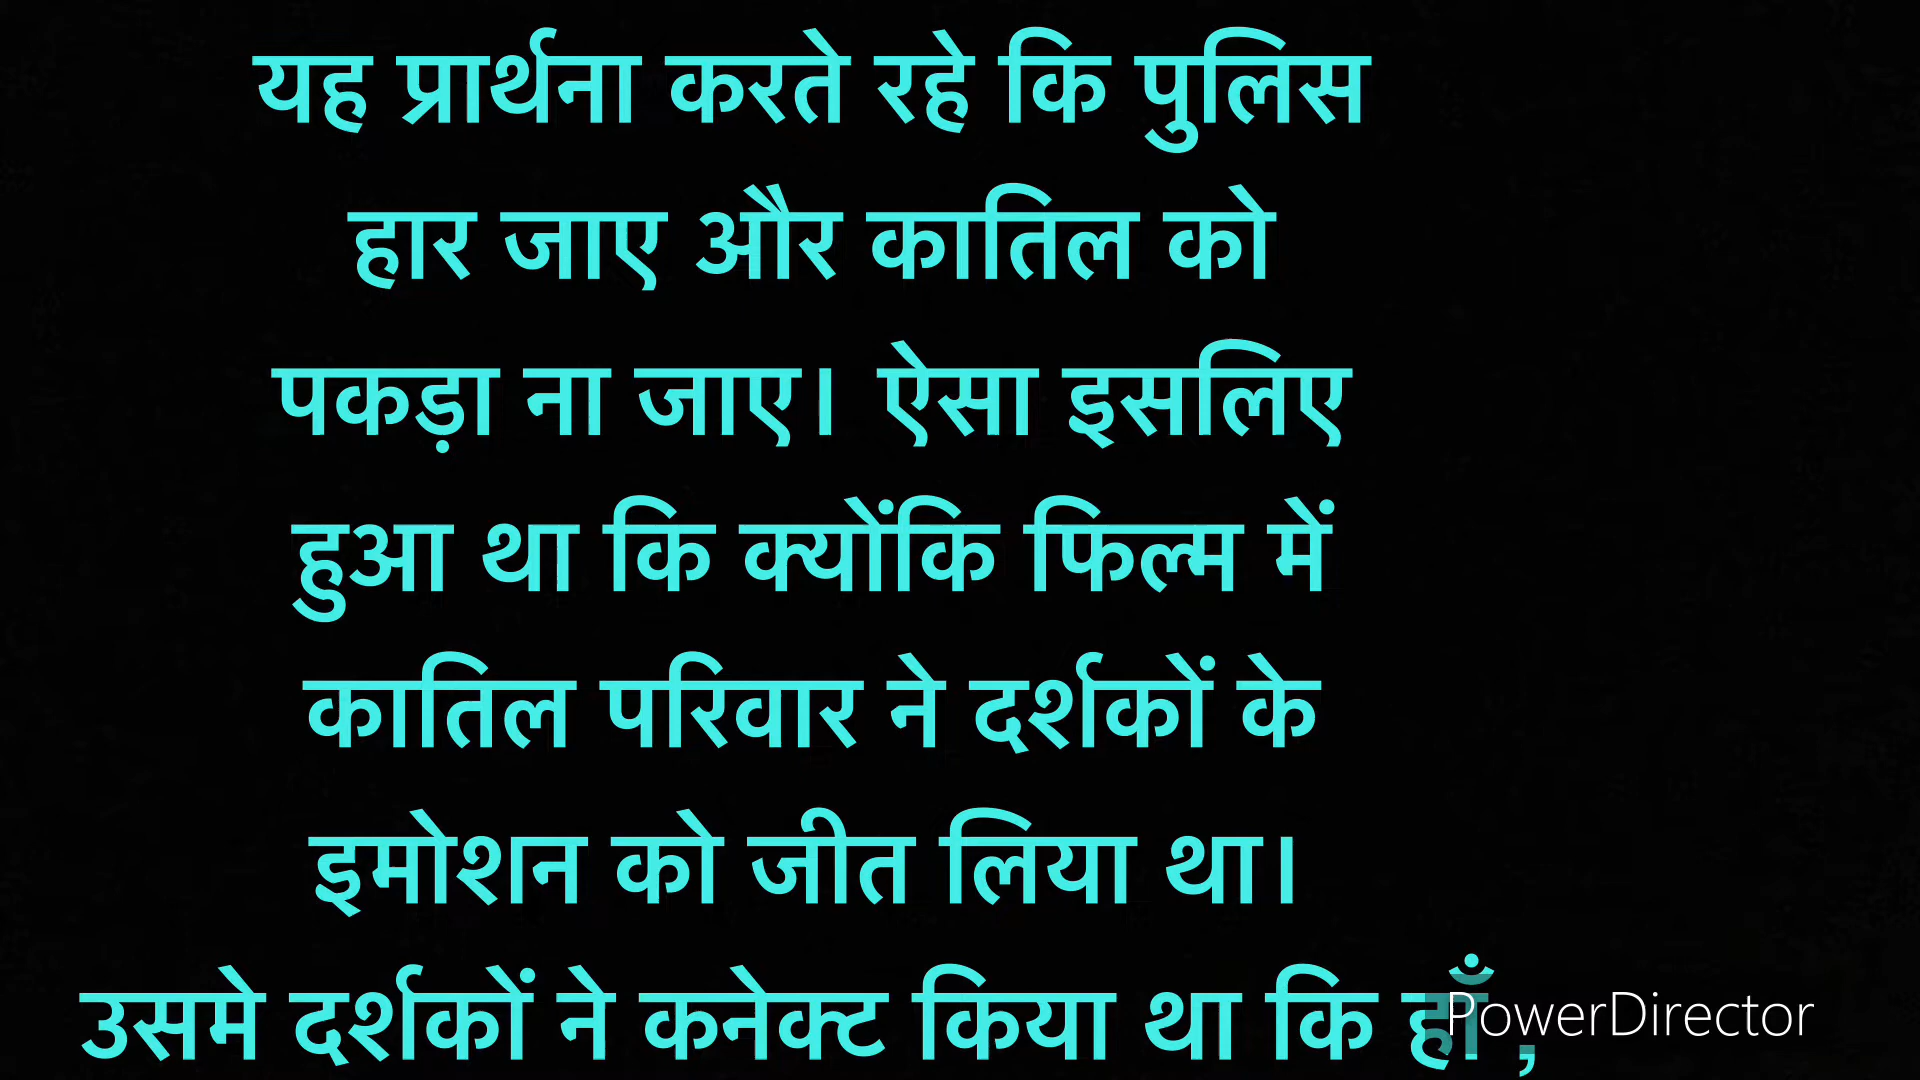 यह प्रार्थना करते रहे कि पुलिस
हार जाए और कातिल को
पकड़ा ना जाए। ऐसा इसलिए
हुआ था कि क्योंकि फिल्म में
कातिल परिवार ने दर्शकों के
इमोशन को जीत लिया था।
उसमे दर्शकों ने कनेक्ट किया था कि हाँ ,
PowerDirector